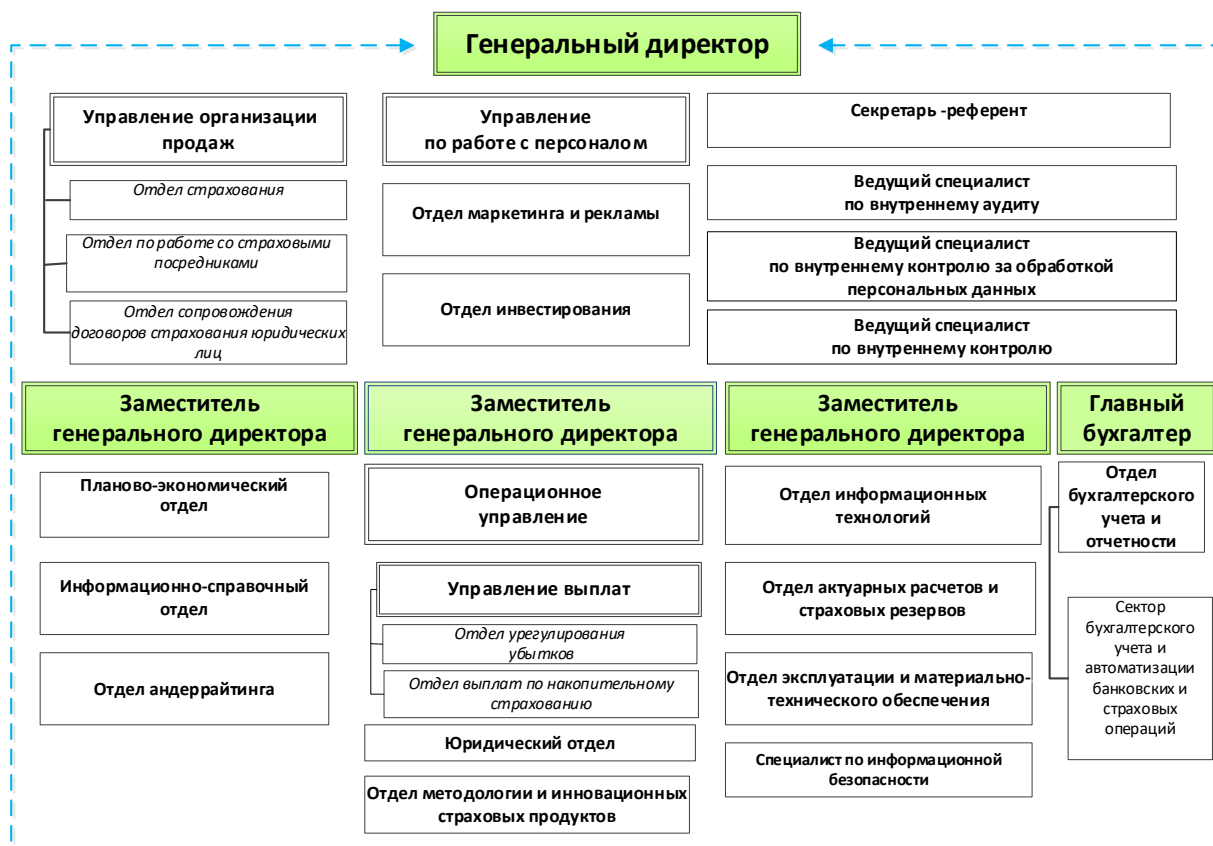 Генеральный директор
Управление организации
продаж
Отдел страхования
Отдел по работе со страховыми
посредниками
Отдел сопровождения
договоров страхования юридических
лиц
Управление
по работе с персоналом
Отдел маркетинга и рекламы
Отдел инвестирования
Секретарь -референт
Ведущий специалист
по внутреннему аудиту
Ведущий специалист
по внутреннему контролю за обработкой
персональных данных
Ведущий специалист
по внутреннему контролю
Заместитель
генерального директора
Планово-экономический
отдел
Информационно-справочный
отдел
Отдел андеррайтинга
Заместитель
генерального директора
Операционное
управление
Управление выплат
Отдел урегулирования
убытков
Отдел выплат по накопительному
страхованию
Юридический отдел
Отдел методологии и инновационных
страховых продуктов
Заместитель
генерального директора
Отдел информационных
технологий
Отдел актуарных расчетов и
страховых резервов
Отдел эксплуатации и материально-
технического обеспечения
Специалист по информационной
безопасности
Главный
бухгалтер
Отдел
бухгалтерского
учета и
отчетности
Сектор
бухгалтерского
учета и
автоматизации
банковских и
страховых
операций